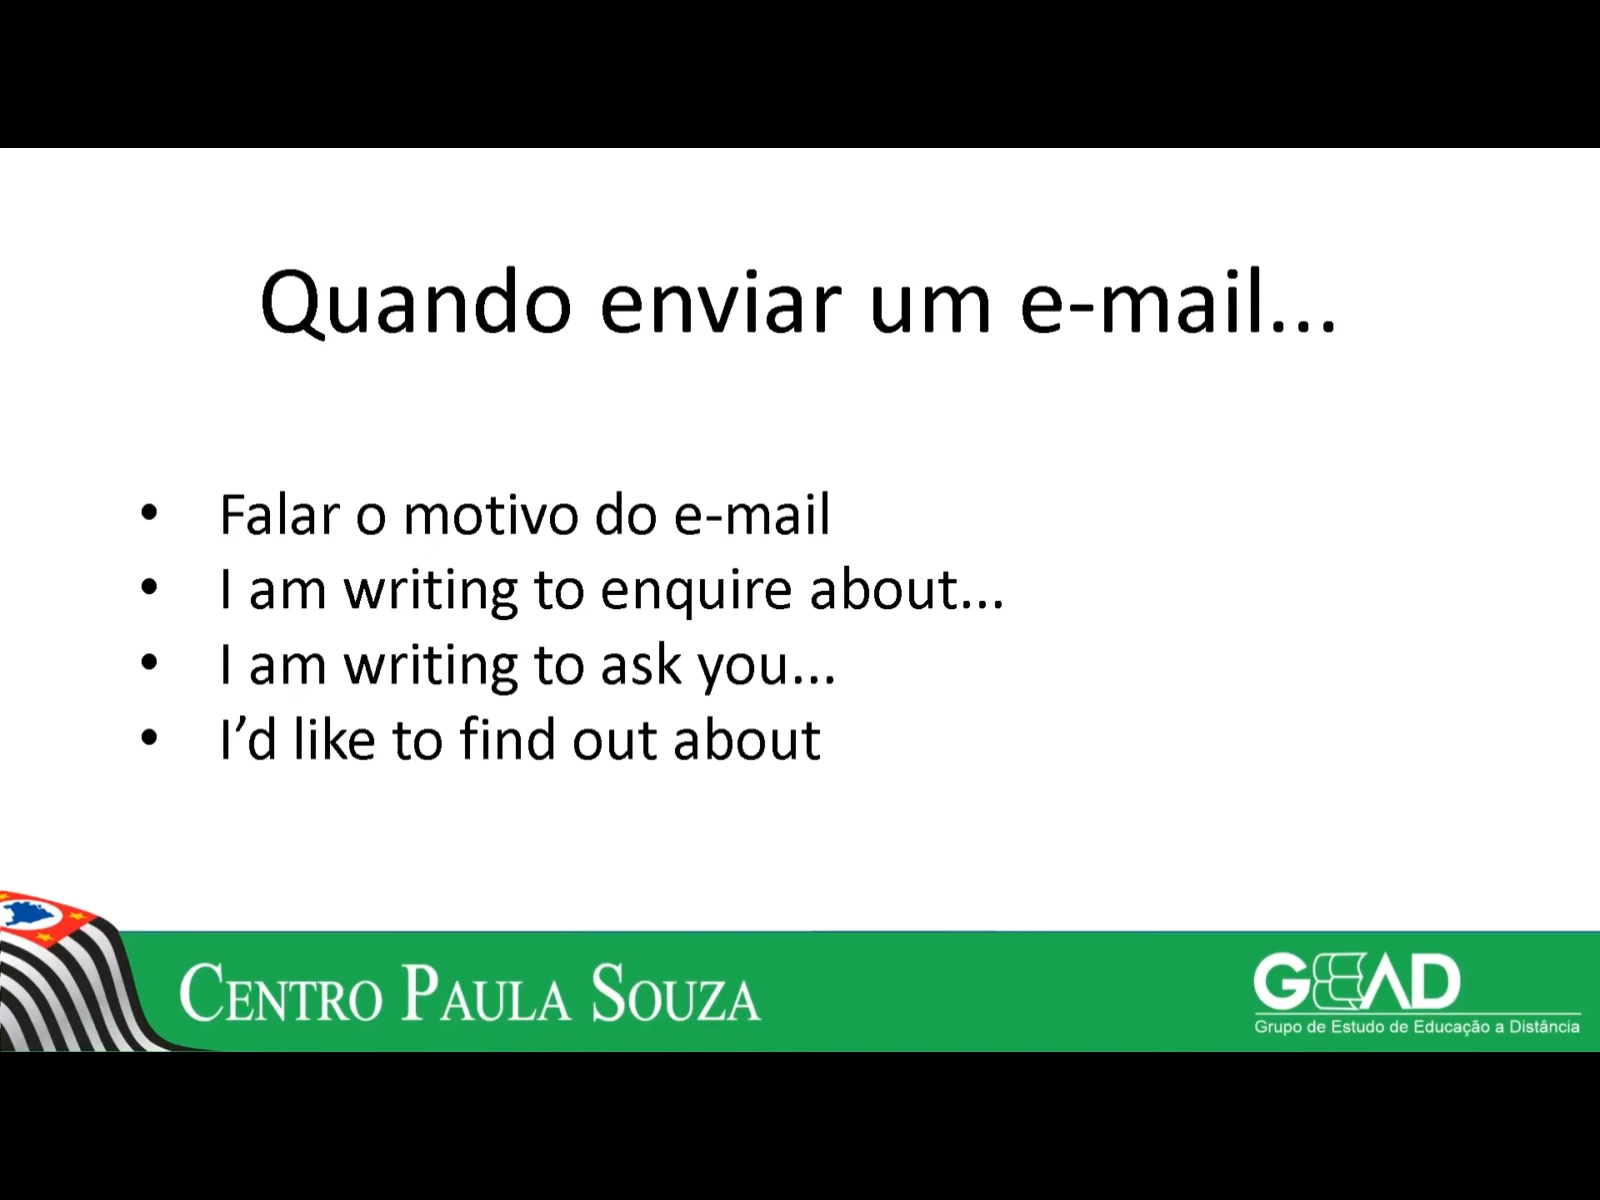 Quando enviar um e-mail...
• Falar o motivo do e-mail
• I am writing to enquire about...
• I am writing to ask you...
• I’d like to find out about
CENTRO PAULA SOUZA
GEAD
Grupo de Estudo de Educação a Distância